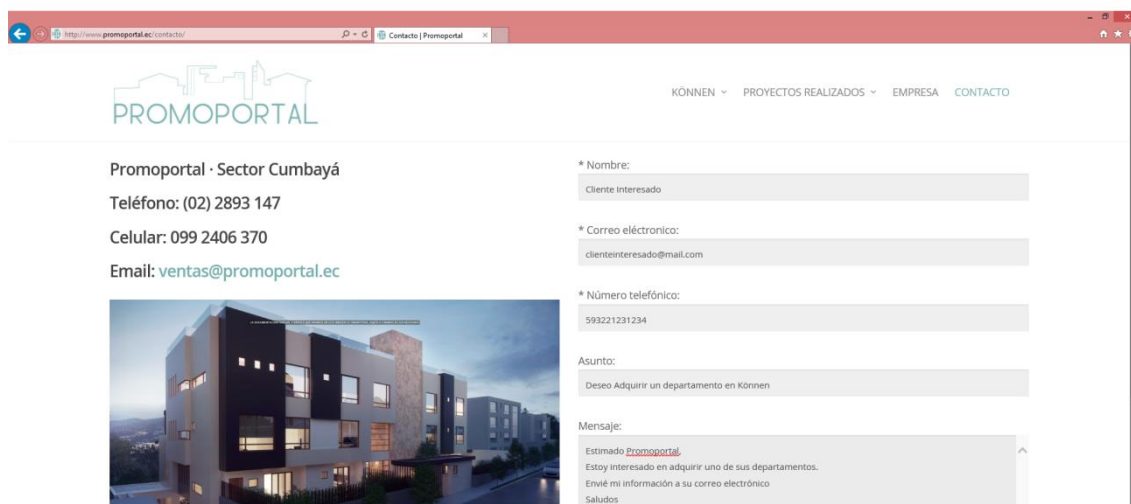 http://www.promoportal.ec/contacto/
Contacto | Promoportal
PROMOPORTAL
KÖNNEN PROYECTOS REALIZADOS EMPRESA CONTACTO
Promoportal · Sector Cumbayá
Teléfono: (02) 2893 147
Celular: 099 2406 370
Email: ventas@promoportal.ec
* Nombre:
Cliente Interesado
* Correo eléctronico:
clienteinteresado@mail.com
* Número telefónico:
593221231234
Asunto:
Deseo Adquirir un departamento en Können
Mensaje:
Estimado Promoportal,
Estoy interesado en adquirir uno de sus departamentos.
Envié mi información a su correo electrónico
Saludos